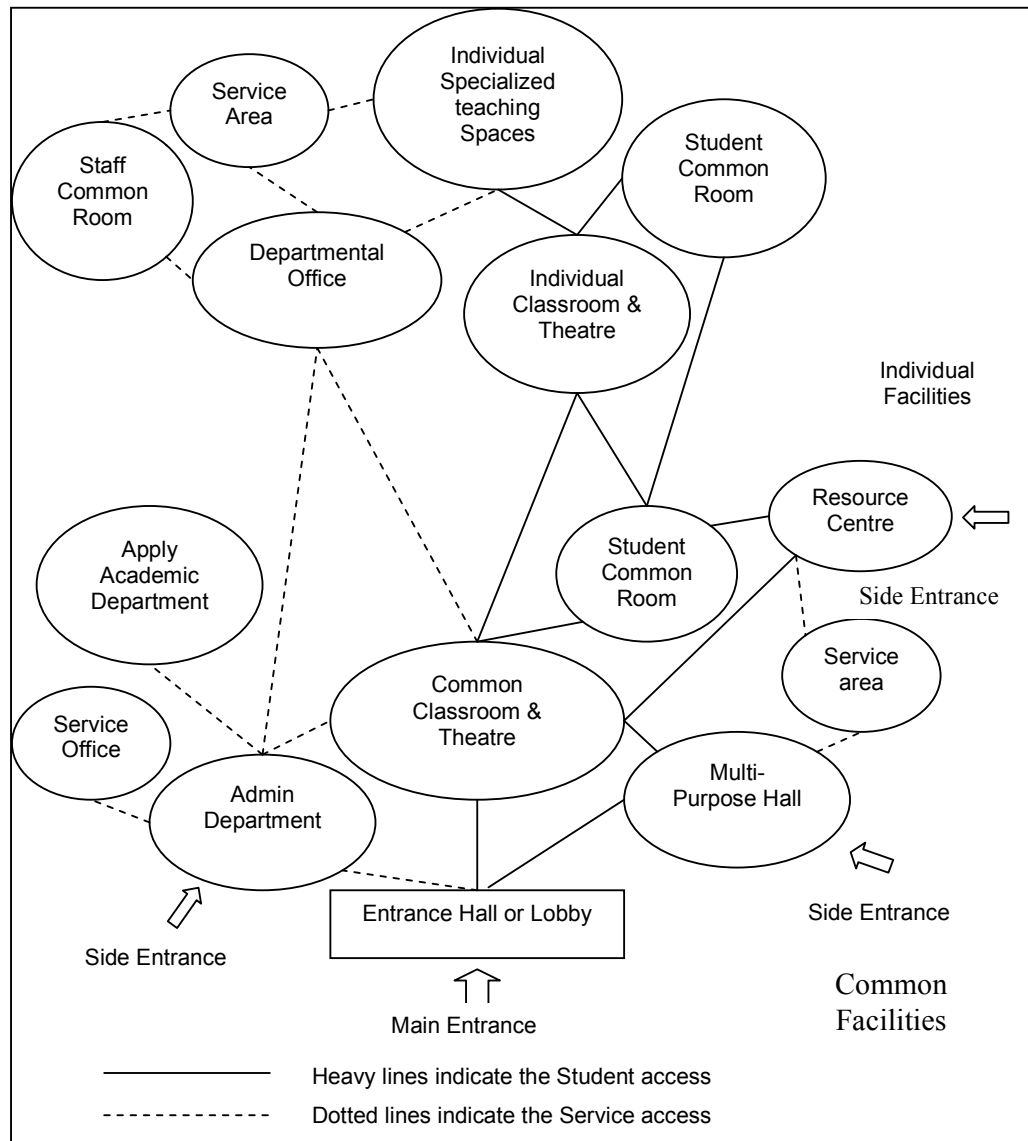 Individual
Specialized
teaching
Spaces
Service
Area
Student
Common
Room
Staff
Common
Room
Departmental
Office
Individual
Classroom &
Theatre
Individual
Facilities
Resource
Centre
Apply
Academic
Department
Student
Common
Room
Side Entrance
Service
area
Common
Classroom &
Theatre
Service
Office
Multi-
Purpose Hall
Admin
Department
Entrance Hall or Lobby
Side Entrance
Side Entrance
Main Entrance
Common
Facilities
Heavy lines indicate the Student access
Dotted lines indicate the Service access